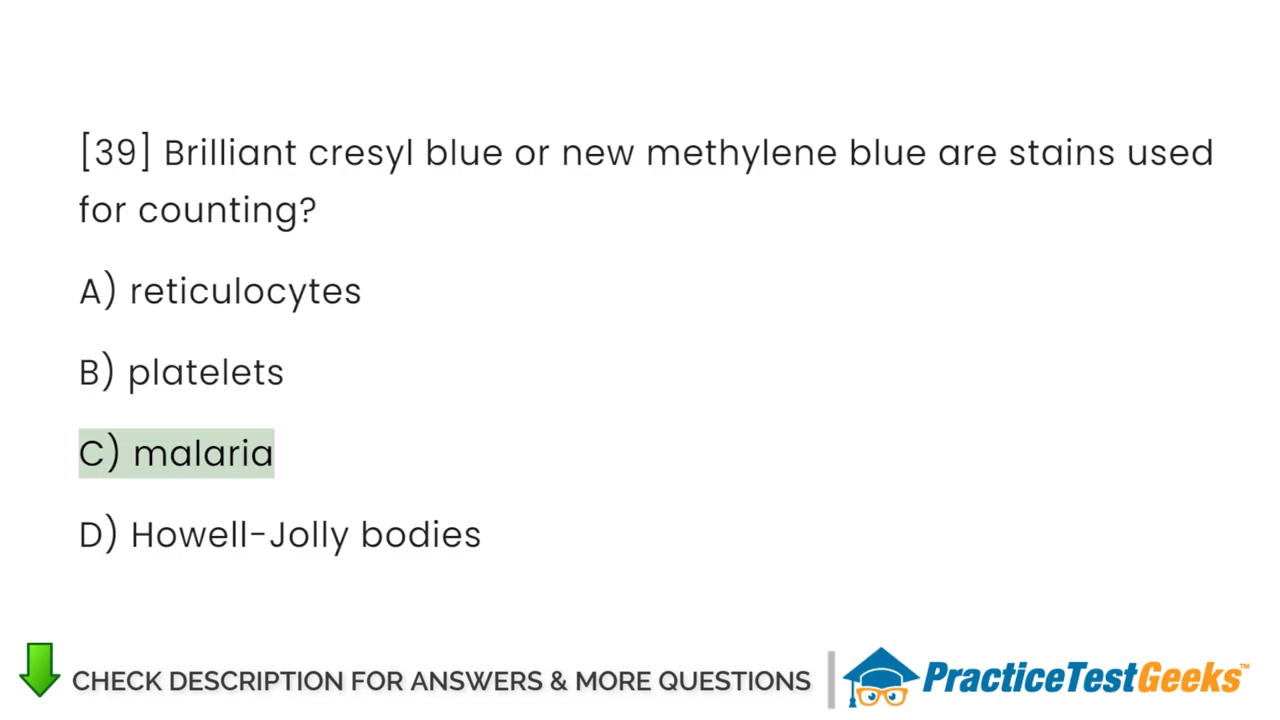 [39] Brilliant cresyl blue or new methylene blue are stains used
for counting?
A) reticulocytes
B) platelets
C) malaria
D) Howell-Jolly bodies
CHECK DESCRIPTION FOR ANSWERS & MORE QUESTIONS
PracticeTestGeeks™